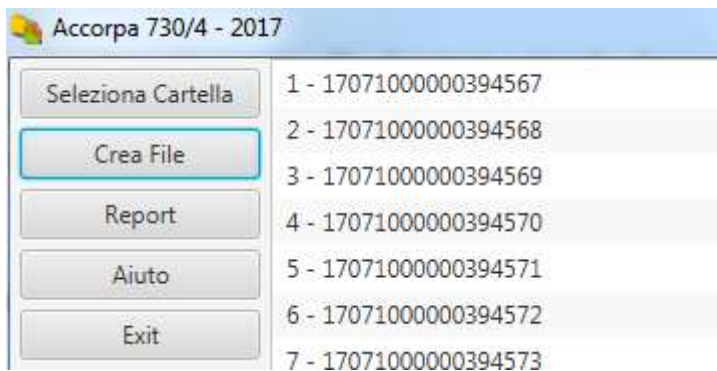 Accorpa 730/4 - 2017
Seleziona Cartella
Crea File
Report
Aiuto
Exit
1 - 17071000000394567
2 - 17071000000394568
3 - 17071000000394569
4 - 17071000000394570
5 - 17071000000394571
6 - 17071000000394572
7 - 17071000000394573